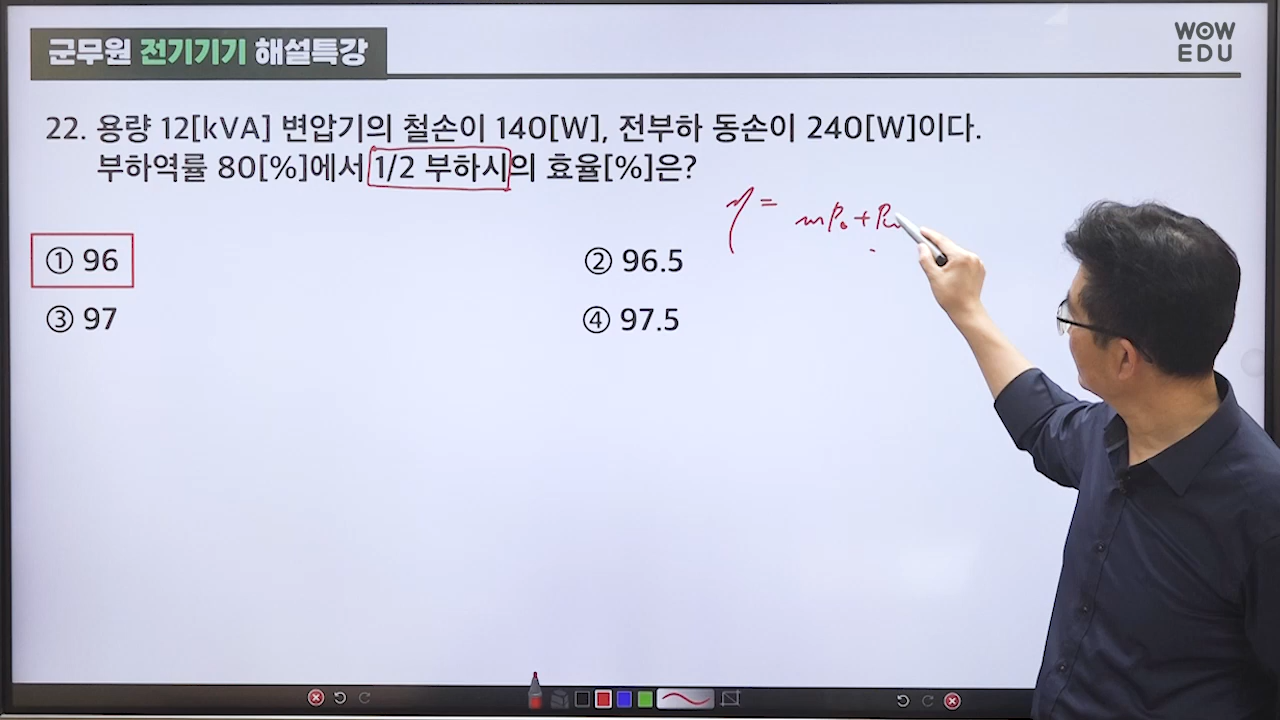 군무원 전기기기 해설특강
WOW
EDU
22. 용량 12[kVA] 변압기의 철손이 140[W], 전부하 동손이 240[W]이다.
부하역률 80[%]에서 1/2 부하시의 효율[%]은?
η =
① 96
② 96.5
③ 97
④ 97.5